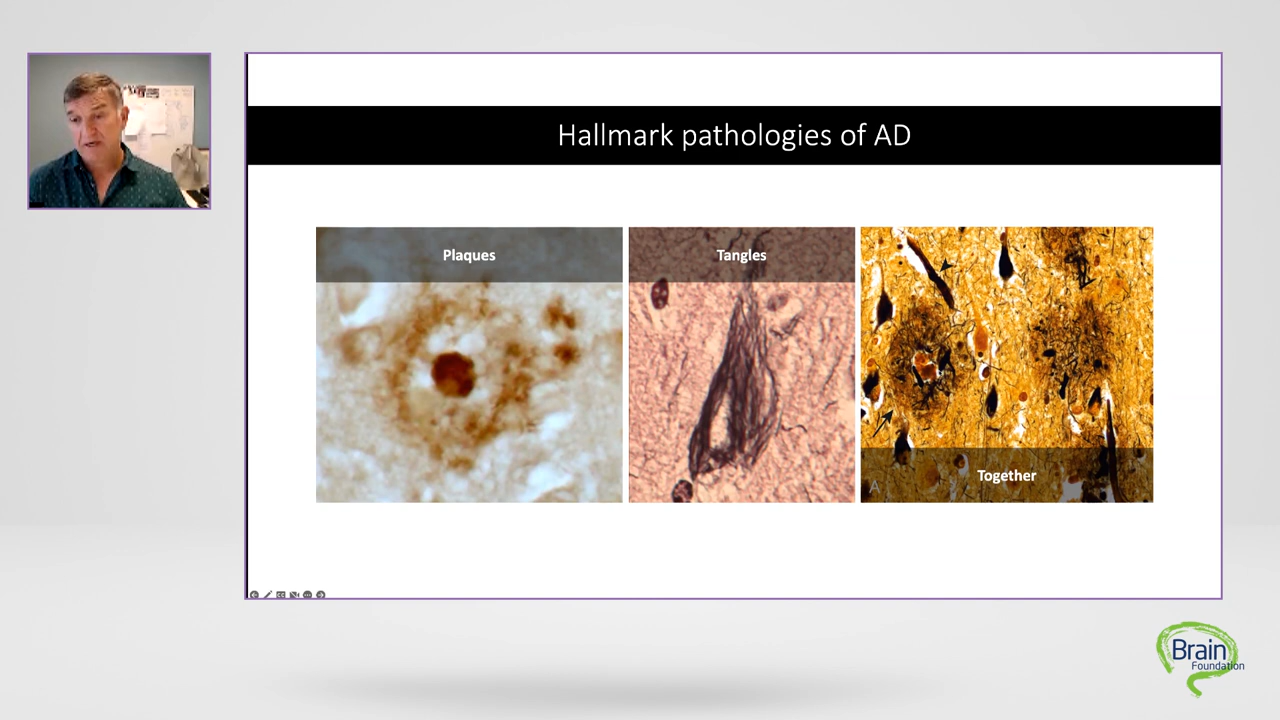 Hallmark pathologies of AD
Plaques
Tangles
A
Together
Brain
Foundation